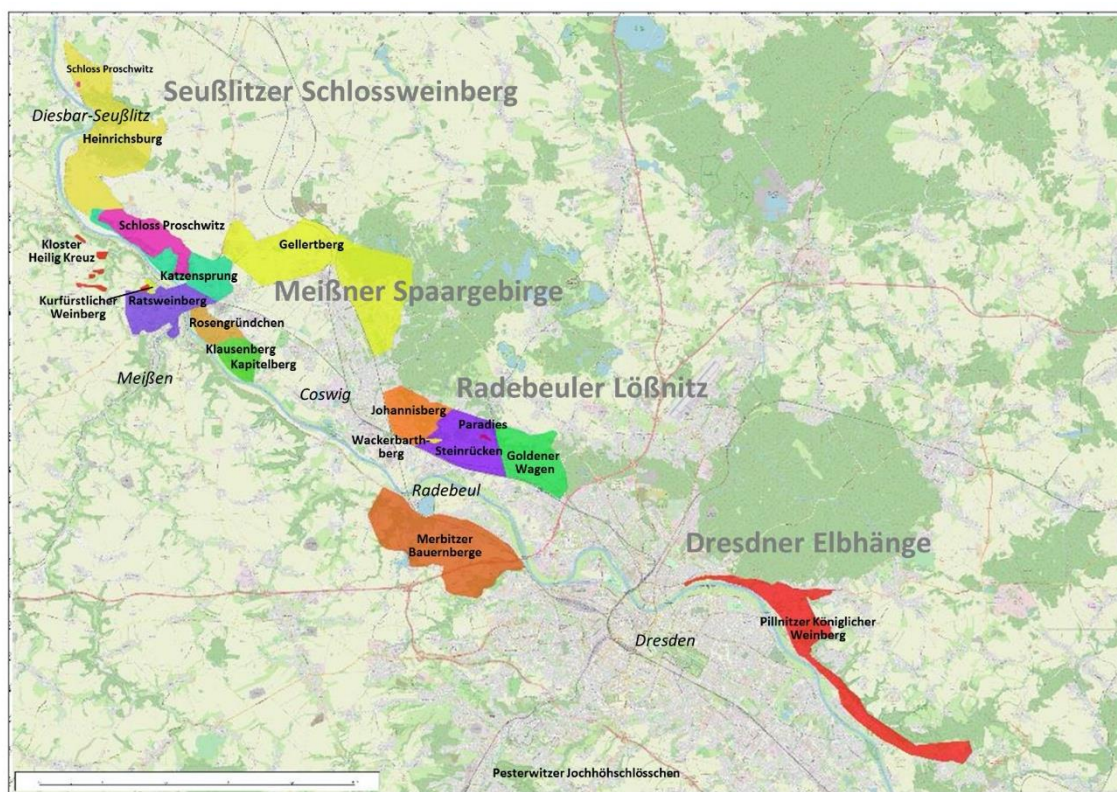 Schloss Proschwitz
Seußlitzer Schlossweinberg
Diesbar-Seußlitz
Heinrichsburg
Schloss Proschwitz
Kloster
Heilig Kreuz
Gellertberg
Katzensprung
Meißner Spaargebirge
Kurfürstlicher
Weinberg
Ratsweinberg
Rosengründchen
Klausenberg
Kapitelberg
Meißen
Coswig
Radebeuler Lößnitz
Johannisberg
Paradies
Wackerbarth-
berg
Steinrücken
Goldener
Wagen
Radebeul
Merbitzer
Bauernberge
Dresdner Elbhänge
Pillnitzer Königlicher
Weinberg
Dresden
Pesterwitzer Jochhöhschlösschen